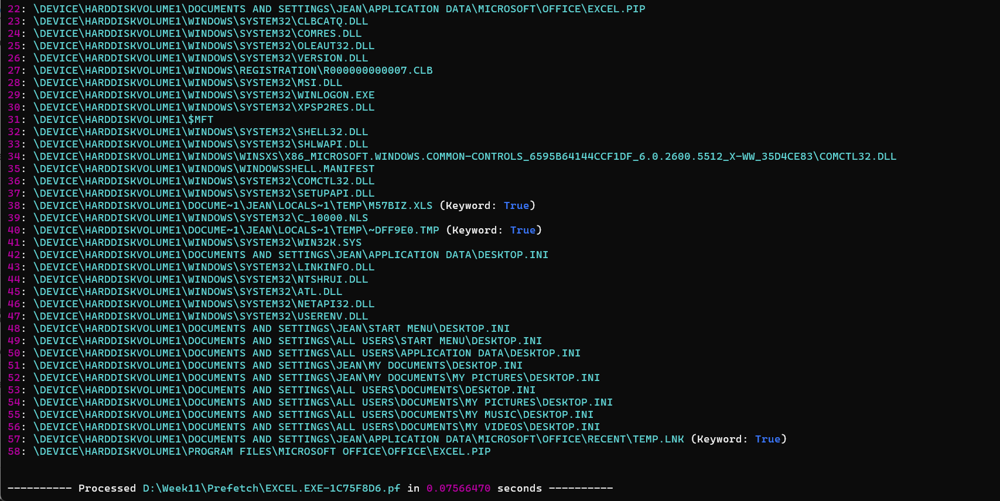 22: \DEVICE\HARDDISKVOLUME1\DOCUMENTS AND SETTINGS\JEAN\APPLICATION DATA\MICROSOFT\OFFICE\EXCEL.PIP
23: \DEVICE\HARDDISKVOLUME1\WINDOWS\SYSTEM32\CLBCATQ.DLL
24: \DEVICE\HARDDISKVOLUME1\WINDOWS\SYSTEM32\COMRES.DLL
25: \DEVICE\HARDDISKVOLUME1\WINDOWS\SYSTEM32\OLEAUT32.DLL
26: \DEVICE\HARDDISKVOLUME1\WINDOWS\SYSTEM32\VERSION.DLL
27: \DEVICE\HARDDISKVOLUME1\WINDOWS\REGISTRATION\R000000000007.CLB
28: \DEVICE\HARDDISKVOLUME1\WINDOWS\SYSTEM32\MSI.DLL
29: \DEVICE\HARDDISKVOLUME1\WINDOWS\SYSTEM32\WINLOGON.EXE
30: \DEVICE\HARDDISKVOLUME1\WINDOWS\SYSTEM32\XPSP2RES.DLL
31: \DEVICE\HARDDISKVOLUME1\$MFT
32: \DEVICE\HARDDISKVOLUME1\WINDOWS\SYSTEM32\SHELL32.DLL
33: \DEVICE\HARDDISKVOLUME1\WINDOWS\SYSTEM32\SHLWAPI.DLL
34: \DEVICE\HARDDISKVOLUME1\WINDOWS\WINSXS\X86_MICROSOFT.WINDOWS.COMMON-CONTROLS_6595B64144CCF1DF_6.0.2600.5512_X-WW_35D4CE83\COMCTL32.DLL
35: \DEVICE\HARDDISKVOLUME1\WINDOWS\WINDOWSSHELL.MANIFEST
36: \DEVICE\HARDDISKVOLUME1\WINDOWS\SYSTEM32\COMCTL32.DLL
37: \DEVICE\HARDDISKVOLUME1\WINDOWS\SYSTEM32\SETUPAPI.DLL
38: \DEVICE\HARDDISKVOLUME1\DOCUME~1\JEAN\LOCALS~1\TEMP\M57BIZ.XLS (Keyword: True)
39: \DEVICE\HARDDISKVOLUME1\WINDOWS\SYSTEM32\C_10000.NLS
40: \DEVICE\HARDDISKVOLUME1\DOCUME~1\JEAN\LOCALS~1\TEMP\~DFF9E0.TMP (Keyword: True)
41: \DEVICE\HARDDISKVOLUME1\WINDOWS\SYSTEM32\WIN32K.SYS
42: \DEVICE\HARDDISKVOLUME1\DOCUMENTS AND SETTINGS\JEAN\APPLICATION DATA\DESKTOP.INI
43: \DEVICE\HARDDISKVOLUME1\WINDOWS\SYSTEM32\LINKINFO.DLL
44: \DEVICE\HARDDISKVOLUME1\WINDOWS\SYSTEM32\NTSHRUI.DLL
45: \DEVICE\HARDDISKVOLUME1\WINDOWS\SYSTEM32\ATL.DLL
46: \DEVICE\HARDDISKVOLUME1\WINDOWS\SYSTEM32\NETAPI32.DLL
47: \DEVICE\HARDDISKVOLUME1\WINDOWS\SYSTEM32\USERENV.DLL
48: \DEVICE\HARDDISKVOLUME1\DOCUMENTS AND SETTINGS\JEAN\START MENU\DESKTOP.INI
49: \DEVICE\HARDDISKVOLUME1\DOCUMENTS AND SETTINGS\ALL USERS\START MENU\DESKTOP.INI
50: \DEVICE\HARDDISKVOLUME1\DOCUMENTS AND SETTINGS\ALL USERS\APPLICATION DATA\DESKTOP.INI
51: \DEVICE\HARDDISKVOLUME1\DOCUMENTS AND SETTINGS\JEAN\MY DOCUMENTS\DESKTOP.INI
52: \DEVICE\HARDDISKVOLUME1\DOCUMENTS AND SETTINGS\JEAN\MY DOCUMENTS\MY PICTURES\DESKTOP.INI
53: \DEVICE\HARDDISKVOLUME1\DOCUMENTS AND SETTINGS\ALL USERS\DOCUMENTS\DESKTOP.INI
54: \DEVICE\HARDDISKVOLUME1\DOCUMENTS AND SETTINGS\ALL USERS\DOCUMENTS\MY PICTURES\DESKTOP.INI
55: \DEVICE\HARDDISKVOLUME1\DOCUMENTS AND SETTINGS\ALL USERS\DOCUMENTS\MY MUSIC\DESKTOP.INI
56: \DEVICE\HARDDISKVOLUME1\DOCUMENTS AND SETTINGS\ALL USERS\DOCUMENTS\MY VIDEOS\DESKTOP.INI
57: \DEVICE\HARDDISKVOLUME1\DOCUMENTS AND SETTINGS\JEAN\APPLICATION DATA\MICROSOFT\OFFICE\RECENT\TEMP.LNK (Keyword: True)
58: \DEVICE\HARDDISKVOLUME1\PROGRAM FILES\MICROSOFT OFFICE\OFFICE\EXCEL.PIP
---------- Processed D:\Week11\Prefetch\EXCEL.EXE-1C75F8D6.pf in 0.07566470 seconds ----------